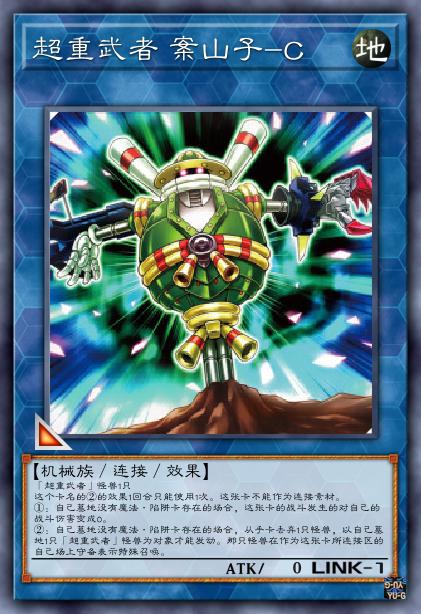 超重武者 案山子-C
地
【机械族／连接／效果】
「超重武者」怪兽1只
这个卡名的②的效果1回合只能使用1次。这张卡不能作为连接素材。
①：自己墓地没有魔法·陷阱卡存在的场合，这张卡的战斗发生的对自己的
战斗伤害变成0。
②：自己墓地没有魔法·陷阱卡存在的场合，从手卡丢弃1只怪兽，以自己墓
地1只「超重武者」怪兽为对象才能发动。那只怪兽在作为这张卡所连接区的
自己场上守备表示特殊召唤。
ATK/ 0 LINK-1